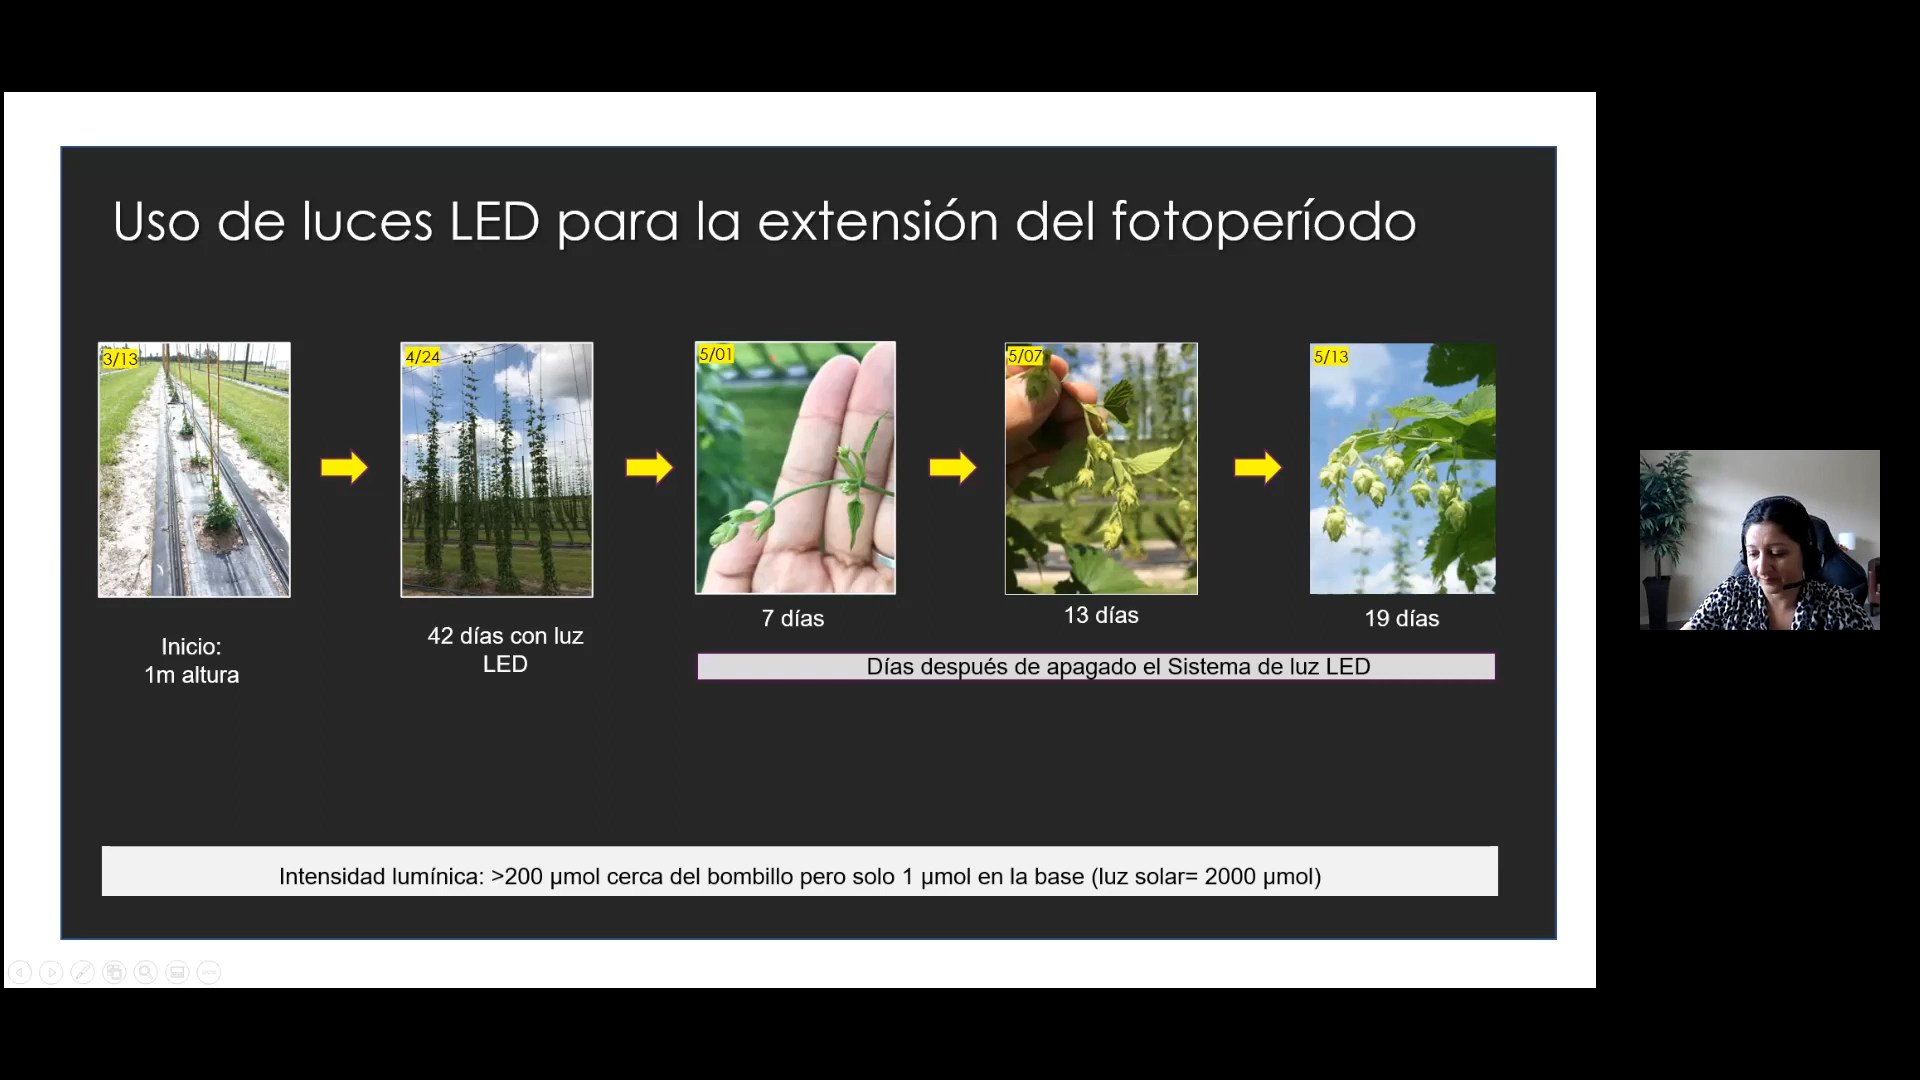 Uso de luces LED para la extensión del fotoperíodo
3/13
4/24
5/01
5/07
5/13
Inicio:
1m altura
42 días con luz
LED
7 días
13 días
19 días
Días después de apagado el Sistema de luz LED
Intensidad lumínica: >200 µmol cerca del bombillo pero solo 1 µmol en la base (luz solar= 2000 µmol)